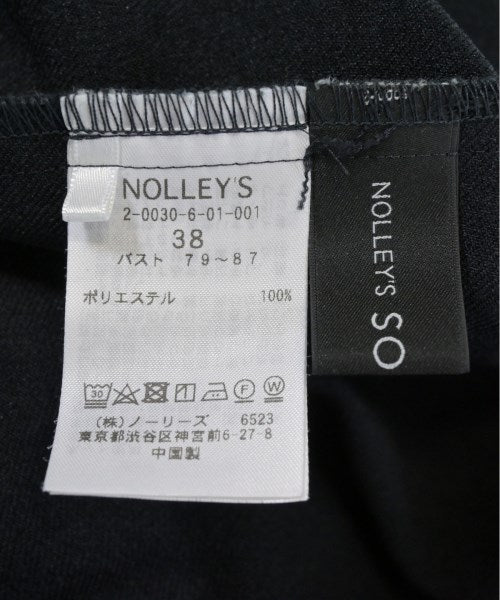 NOLLEY'S
2-0030-6-01-001
38
バスト 79～87
ポリエステル 100%
30
F W
(株)ノーリーズ 6523
東京都渋谷区神宮前6-27-8
中国製
NOLLEY'S SO